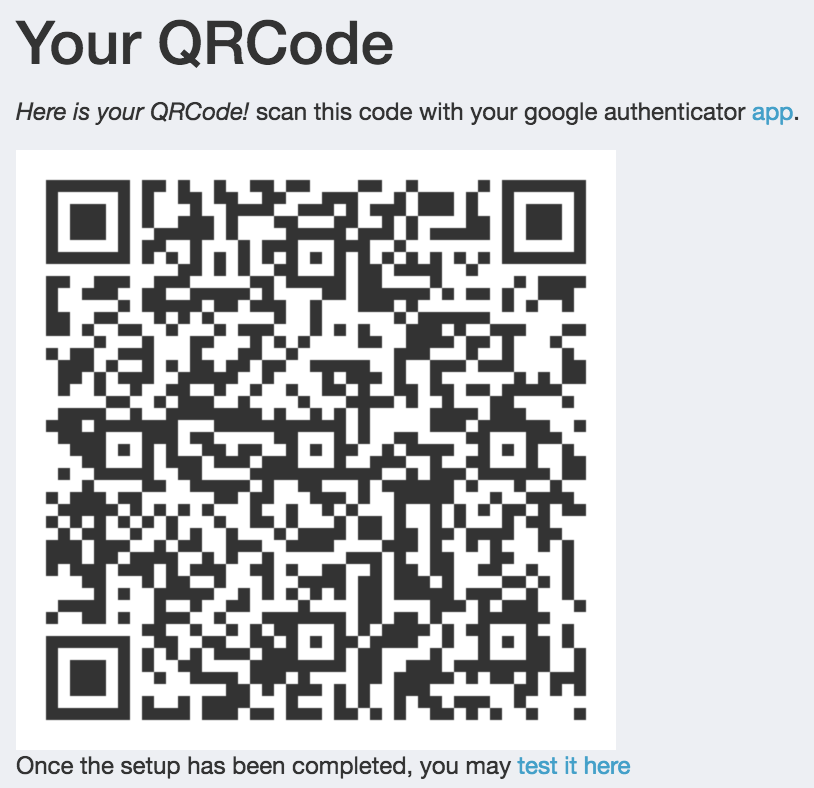 Your QRCode
Here is your QRCode! scan this code with your google authenticator app.
Once the setup has been completed, you may test it here